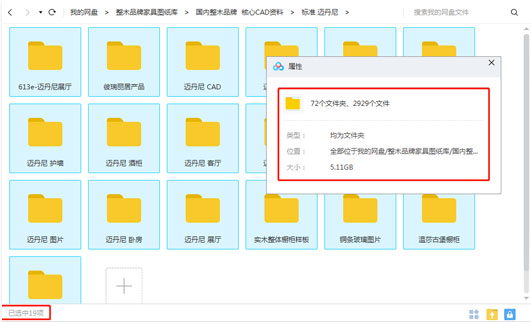 我的网盘 > 整木品牌家具图纸库 > 国内整木品牌 核心CAD资料 > 标准 迈丹尼 >
搜索我的网盘文件
613e-迈丹尼展厅
玻璃丽居产品
迈丹尼 CAD
属性
72个文件夹，2929个文件
类型： 均为文件夹
位置： 全部位于我的网盘/整木品牌家具图纸库/国内整...
大小： 5.11GB
迈丹尼 护墙
迈丹尼 酒柜
迈丹尼 客厅
迈丹尼 图片
迈丹尼 卧房
迈丹尼 展厅
实木整体橱柜样板
铜条玻璃图片
温莎古堡橱柜
已选中19项